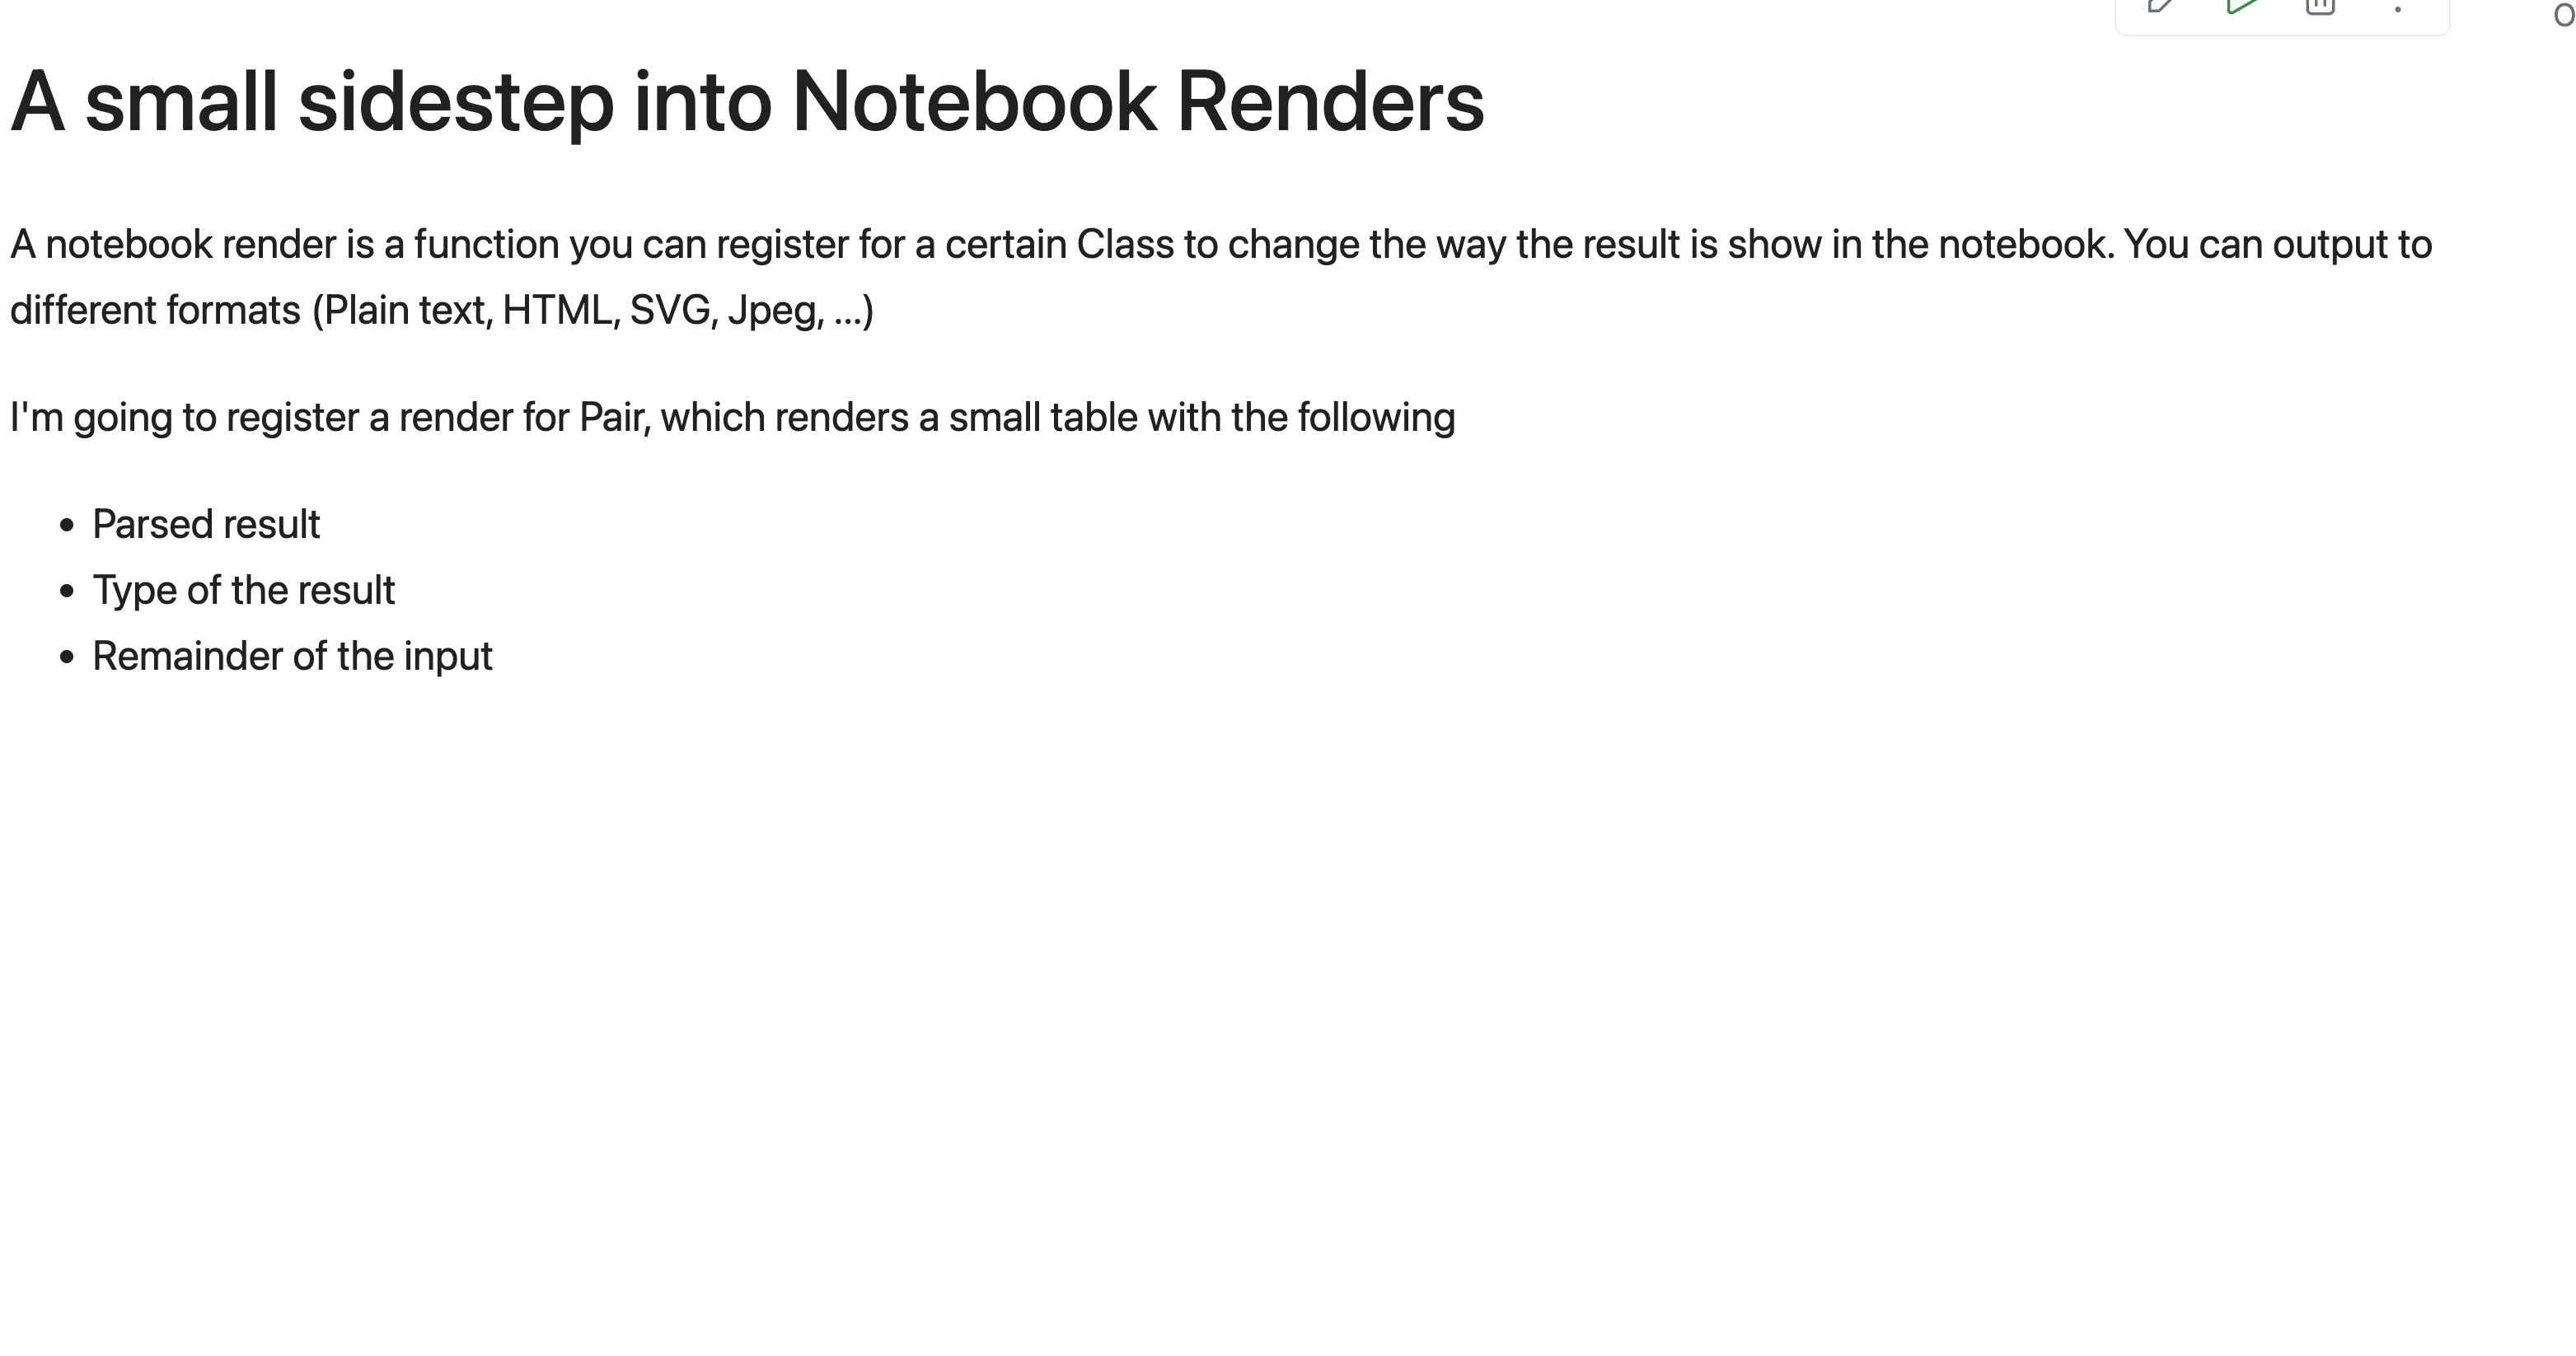 A small sidestep into Notebook Renders
A notebook render is a function you can register for a certain Class to change the way the result is show in the notebook. You can output to
different formats (Plain text, HTML, SVG, Jpeg, ...)
I'm going to register a render for Pair, which renders a small table with the following
• Parsed result
• Type of the result
• Remainder of the input